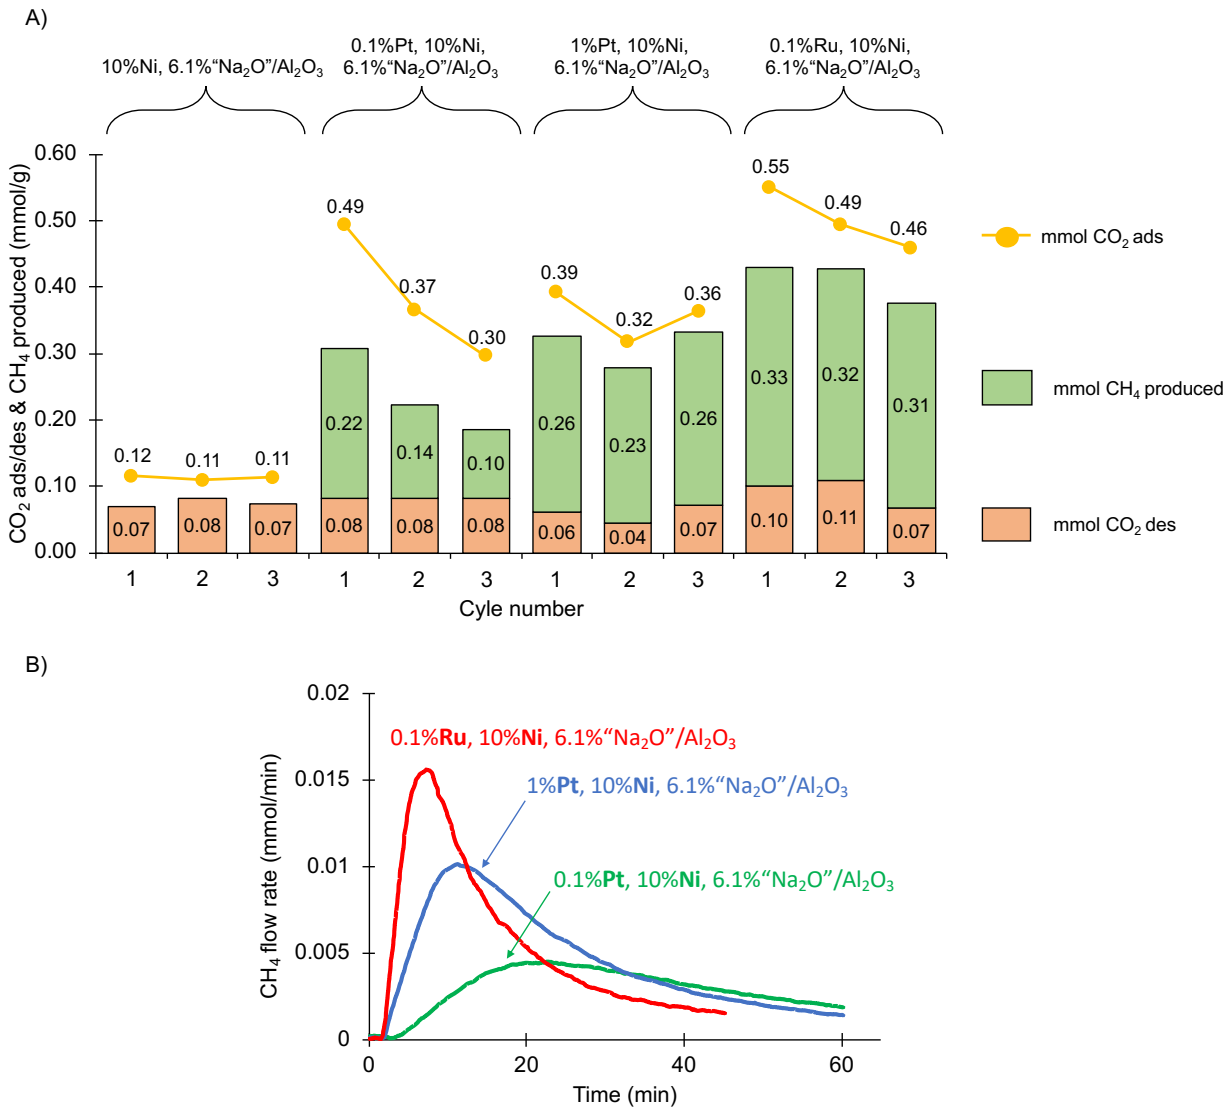 A)
10%Ni, 6.1%“Na₂O”/Al₂O₃
0.1%Pt, 10%Ni,
6.1%“Na₂O”/Al₂O₃
1%Pt, 10%Ni,
6.1%“Na₂O”/Al₂O₃
0.1%Ru, 10%Ni,
6.1%“Na₂O”/Al₂O₃
CO₂ ads/des & CH₄ produced (mmol/g)
0.60
0.50
0.40
0.30
0.20
0.10
0.00
0.12
0.11
0.11
0.07
0.08
0.07
0.49
0.37
0.30
0.22
0.14
0.10
0.08
0.08
0.08
0.39
0.32
0.36
0.26
0.23
0.26
0.06
0.04
0.07
0.55
0.49
0.46
0.33
0.32
0.31
0.10
0.11
0.07
1 2 3 1 2 3 1 2 3 1 2 3
Cyle number
mmol CO₂ ads
mmol CH₄ produced
mmol CO₂ des
B)
CH₄ flow rate (mmol/min)
0.02
0.015
0.01
0.005
0
0.1%Ru, 10%Ni, 6.1%“Na₂O”/Al₂O₃
1%Pt, 10%Ni, 6.1%“Na₂O”/Al₂O₃
0.1%Pt, 10%Ni, 6.1%“Na₂O”/Al₂O₃
0 20 40 60
Time (min)